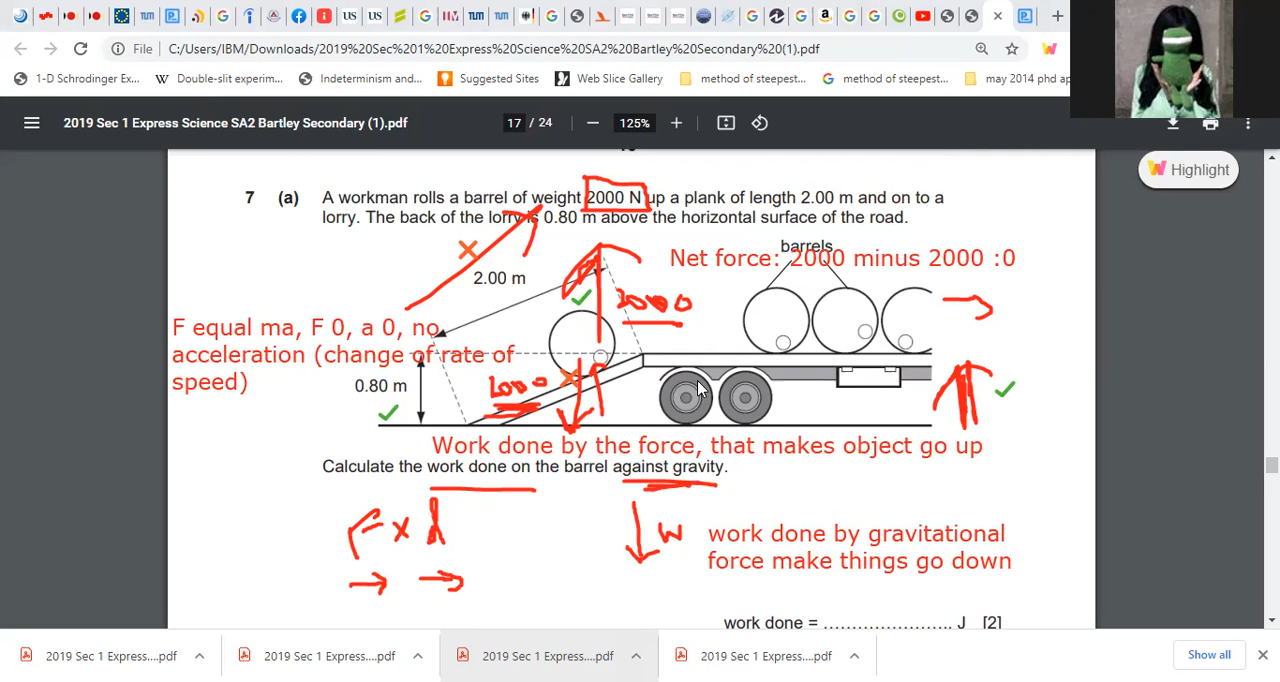 File C:/Users/IBM/Downloads/2019%20Sec%201%20Express%20Science%20SA2%20Bartley%20Secondary%20(1).pdf
1-D Schrodinger Ex... Double-slit experim... Indeterminism and... Suggested Sites Web Slice Gallery method of steepest... method of steepest... may 2014 phd ap
2019 Sec 1 Express Science SA2 Bartley Secondary (1).pdf 17 / 24 125%
Highlight
7 (a) A workman rolls a barrel of weight 2000 N up a plank of length 2.00 m and on to a
lorry. The back of the lorry is 0.80 m above the horizontal surface of the road.
barrels
Net force: 2000 minus 2000 :0
2.00 m
2000
F equal ma, F 0, a 0, no
acceleration (change of rate of
speed)
0.80 m
Work done by the force, that makes object go up
Calculate the work done on the barrel against gravity.
F x d
W
work done by gravitational
force make things go down
work done = ........................ J [2]
2019 Sec 1 Express....pdf 2019 Sec 1 Express....pdf 2019 Sec 1 Express....pdf 2019 Sec 1 Express....pdf Show all